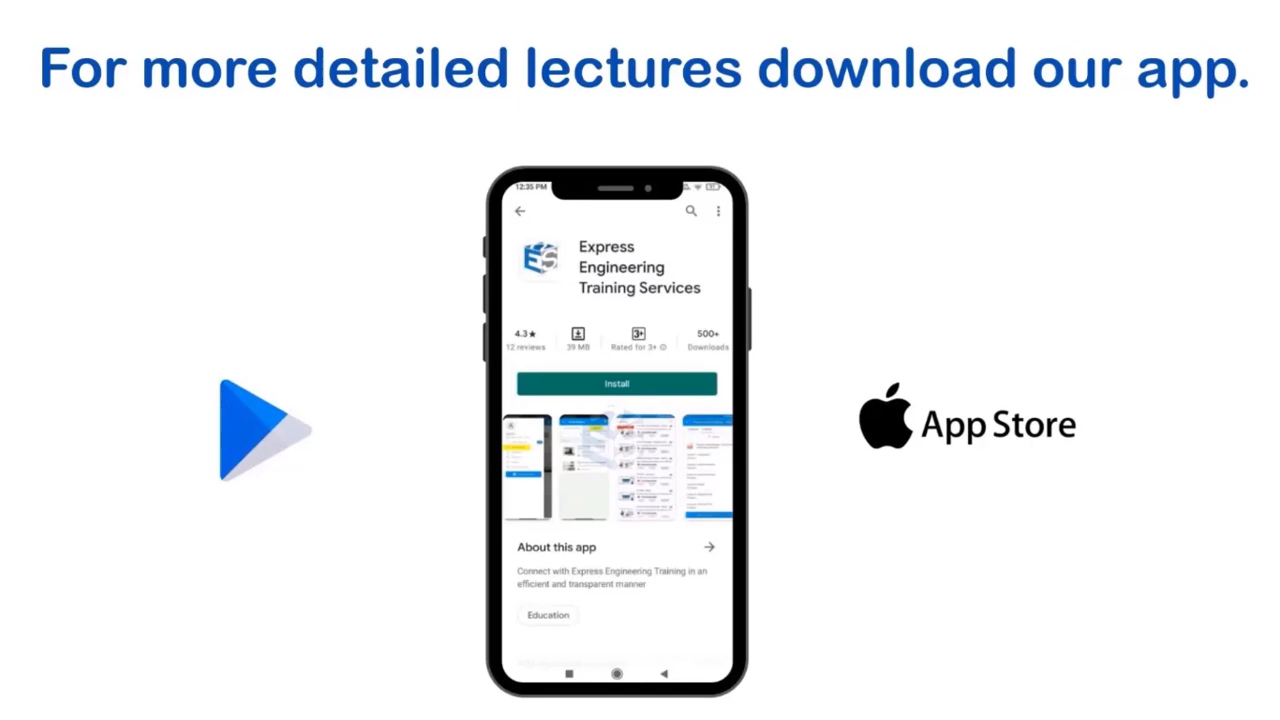 For more detailed lectures download our app.
12:35 PM
ES
Express
Engineering
Training Services
4.3★
12 reviews
39 MB
3+
Rated for 3+
500+
Downloads
Install
About this app
Connect with Express Engineering Training in an
efficient and transparent manner
Education
App Store